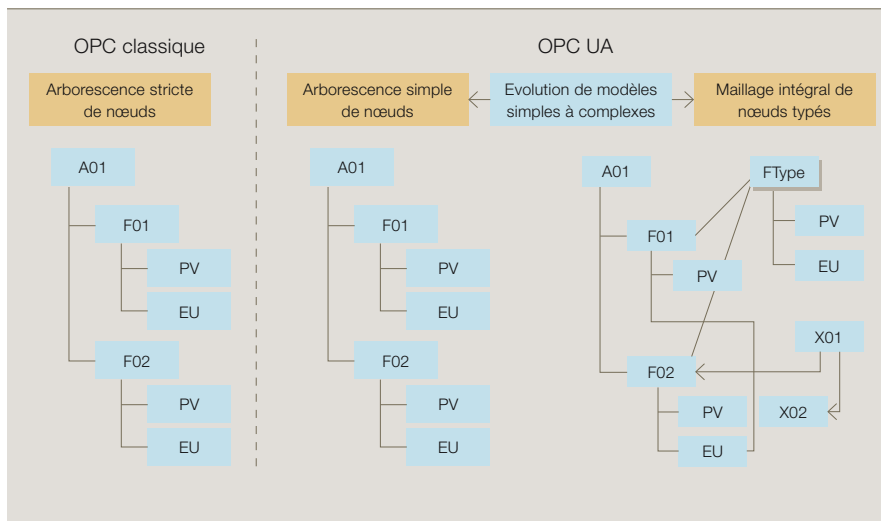 OPC classique
OPC UA
Arborescence stricte
de nœuds
Arborescence simple
de nœuds
Evolution de modèles
simples à complexes
Maillage intégral de
nœuds typés
A01
F01
PV
EU
F02
PV
EU
A01
F01
PV
EU
F02
PV
EU
A01
F01
PV
F02
PV
EU
FType
PV
EU
X01
X02